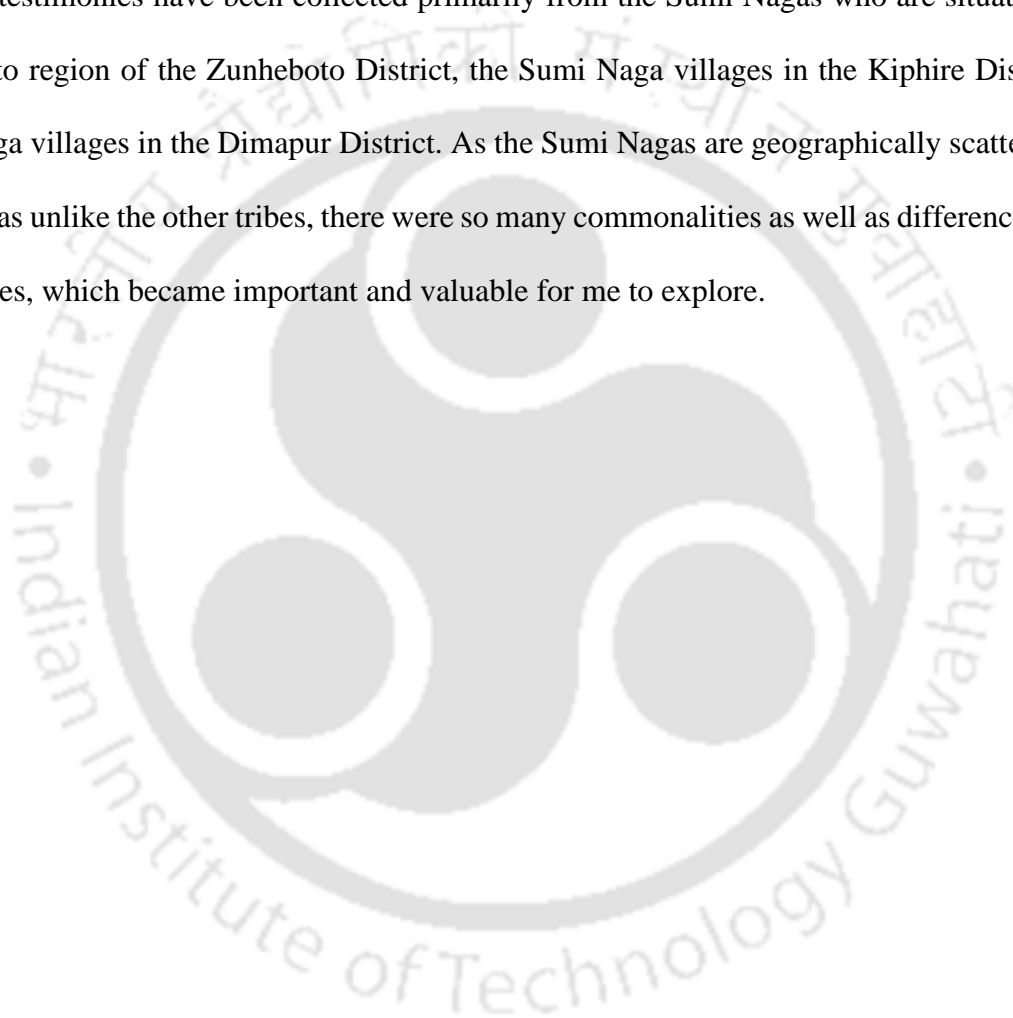 testimonies have been collected primarily from the Sumi Nagas who are situat
to region of the Zunheboto District, the Sumi Naga villages in the Kiphire Dis
ga villages in the Dimapur District. As the Sumi Nagas are geographically scatte
as unlike the other tribes, there were so many commonalities as well as difference
es, which became important and valuable for me to explore.
भारतीय प्रौद्योगिकी संस्थान गुवाहाटी
• Indian Institute of Technology Guwahati •